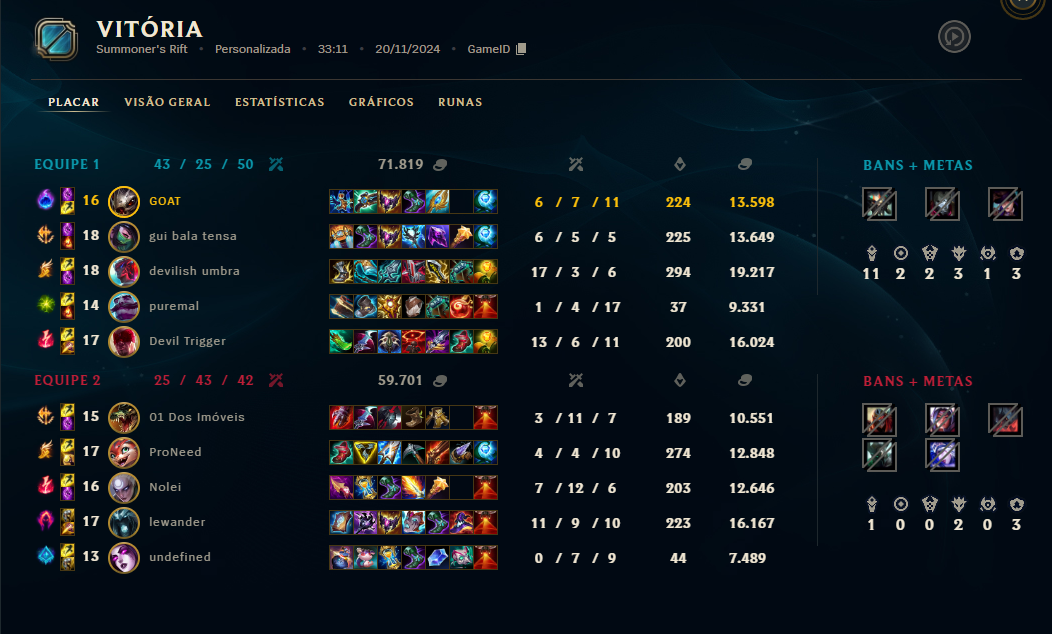 VITÓRIA
Summoner's Rift • Personalizada • 33:11 • 20/11/2024 • GameID
PLACAR VISÃO GERAL ESTATÍSTICAS GRÁFICOS RUNAS
EQUIPE 1 43 / 25 / 50 71.819 BANS + METAS
16 GOAT 6 / 7 / 11 224 13.598
18 gui bala tensa 6 / 5 / 5 225 13.649
18 devilish umbra 17 / 3 / 6 294 19.217
11 2 2 3 1 3
14 puremal 1 / 4 / 17 37 9.331
17 Devil Trigger 13 / 6 / 11 200 16.024
EQUIPE 2 25 / 43 / 42 59.701 BANS + METAS
15 01 Dos Imóveis 3 / 11 / 7 189 10.551
17 ProNeed 4 / 4 / 10 274 12.848
16 Nolei 7 / 12 / 6 203 12.646
17 lewander 11 / 9 / 10 223 16.167
1 0 0 2 0 3
13 undefined 0 / 7 / 9 44 7.489